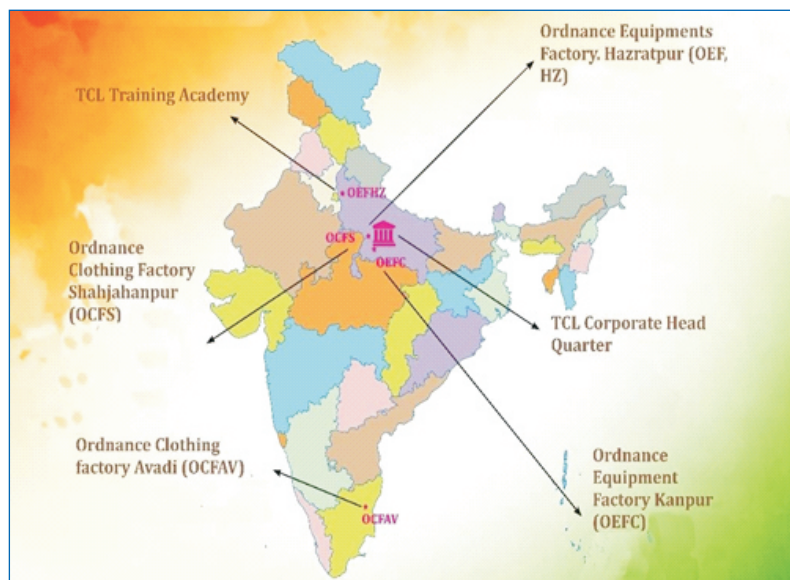 Ordnance Equipments
Factory. Hazratpur (OEF,
HZ)
TCL Training Academy
OEFHZ
OCFS
OEFC
Ordnance
Clothing Factory
Shahjahanpur
(OCFS)
TCL Corporate Head
Quarter
Ordnance Clothing
factory Avadi (OCFAV)
OCFAV
Ordnance
Equipment
Factory Kanpur
(OEFC)